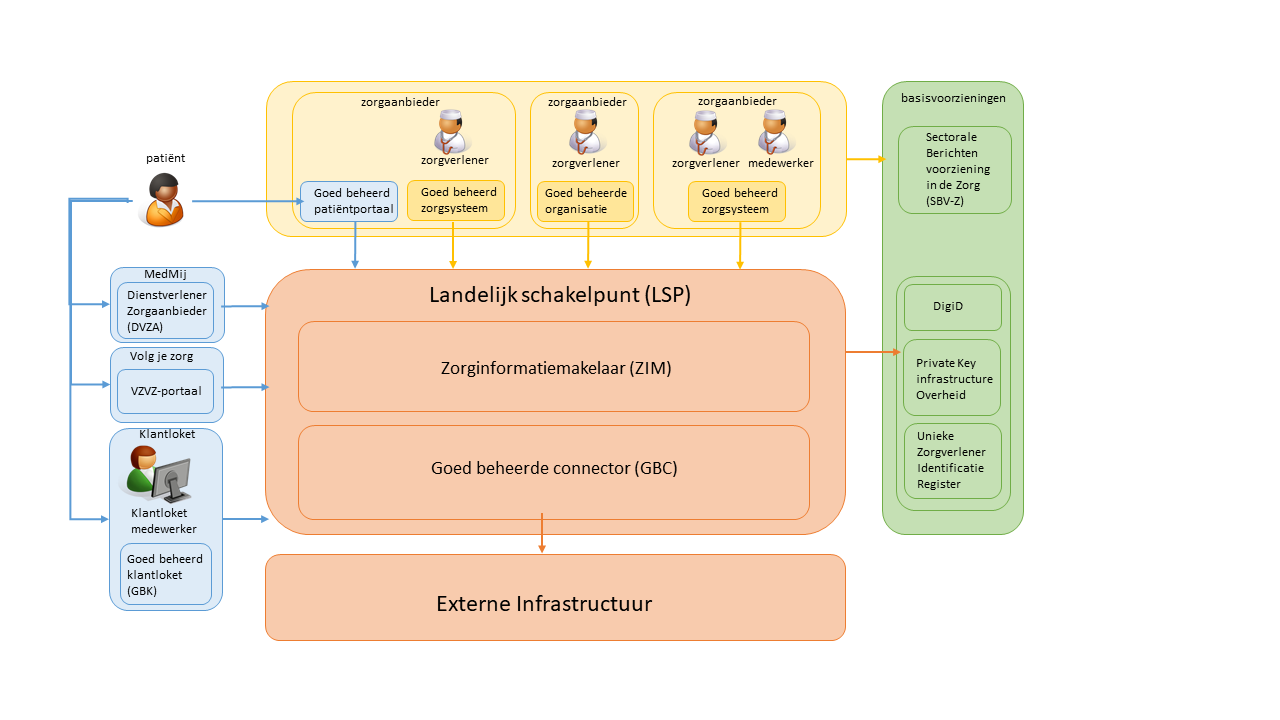 patiënt
zorgaanbieder
zorgverlener
Goed beheerd
patiëntportaal
Goed beheerd
zorgsysteem
zorgaanbieder
zorgverlener
Goed beheerde
organisatie
zorgaanbieder
zorgverlener
medewerker
Goed beheerd
zorgsysteem
basisvoorzieningen
Sectorale
Berichten
voorziening
in de Zorg
(SBV-Z)
DigiD
Private Key
infrastructure
Overheid
Unieke
Zorgverlener
Identificatie
Register
MedMij
Dienstverlener
Zorgaanbieder
(DVZA)
Volg je zorg
VZVZ-portaal
Klantloket
Klantloket
medewerker
Goed beheerd
klantloket
(GBK)
Landelijk schakelpunt (LSP)
Zorginformatiemakelaar (ZIM)
Goed beheerde connector (GBC)
Externe Infrastructuur